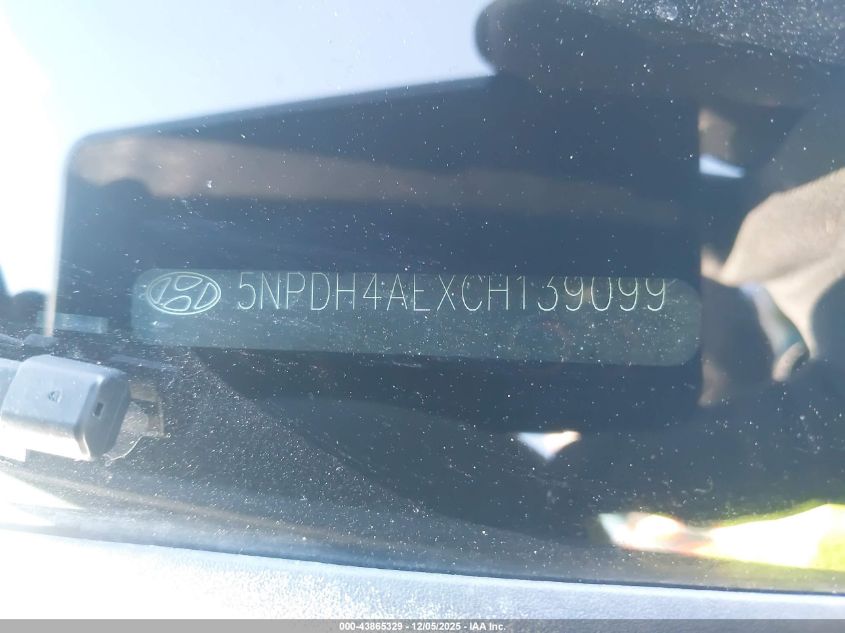 5NPDH4AEXCH139099
000-43865329 - 12/05/2025 - IAA Inc.